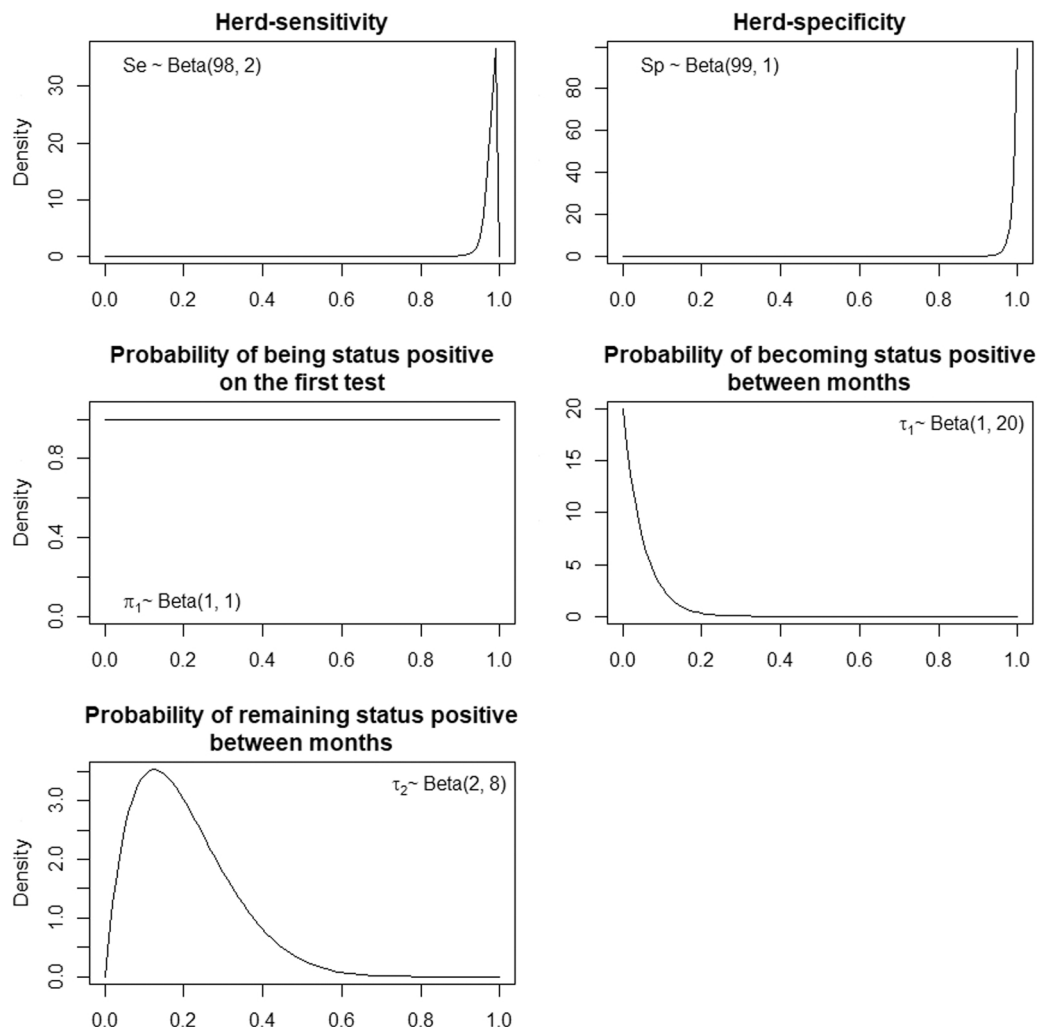 Herd-sensitivity
Se ~ Beta(98, 2)
Density
0 10 20 30
0.0 0.2 0.4 0.6 0.8 1.0
Herd-specificity
Sp ~ Beta(99, 1)
0 20 40 60 80
0.0 0.2 0.4 0.6 0.8 1.0
Probability of being status positive
on the first test
Density
0.0 0.4 0.8
π₁~ Beta(1, 1)
0.0 0.2 0.4 0.6 0.8 1.0
Probability of becoming status positive
between months
τ₁~ Beta(1, 20)
0 5 10 15 20
0.0 0.2 0.4 0.6 0.8 1.0
Probability of remaining status positive
between months
τ₂~ Beta(2, 8)
Density
0.0 1.0 2.0 3.0
0.0 0.2 0.4 0.6 0.8 1.0